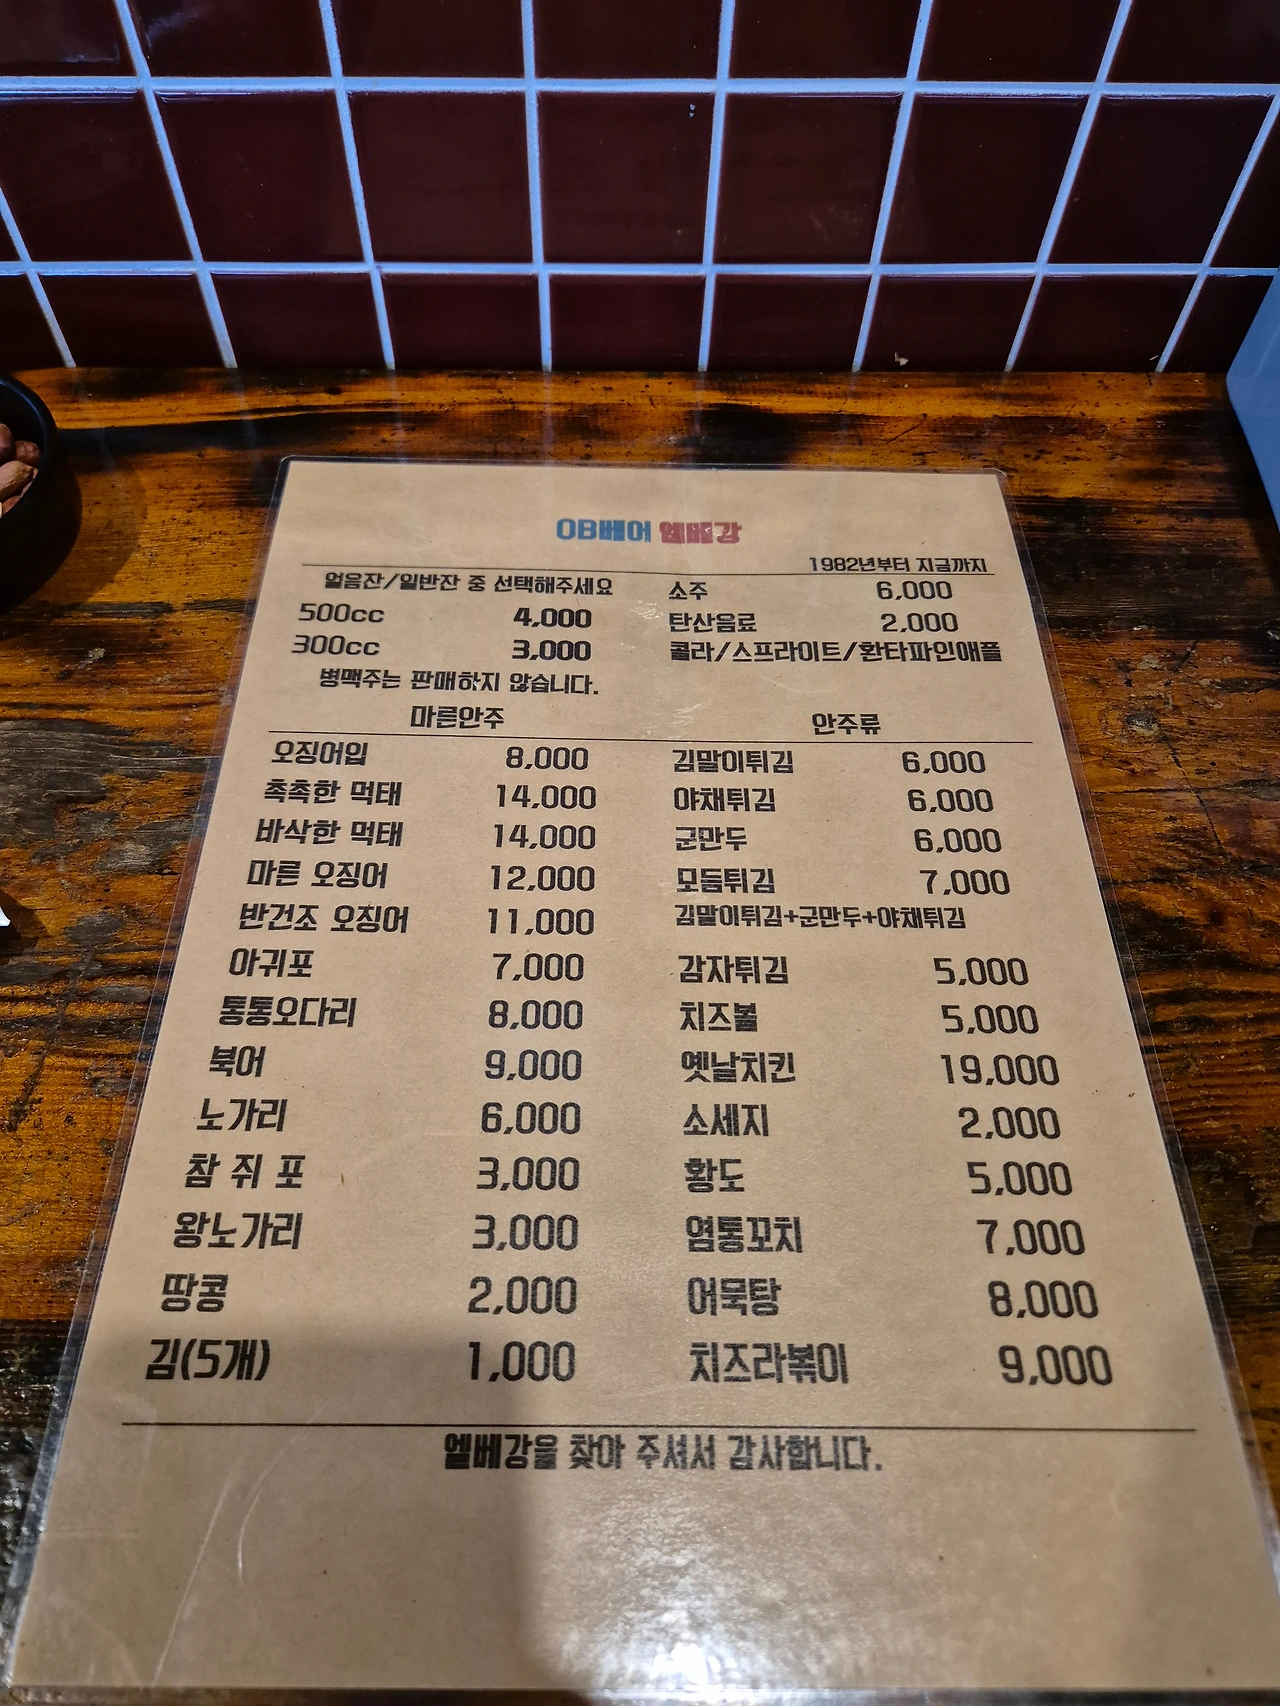 OB베어 엘베강
1982년부터 지금까지
얼음잔/일반잔 중 선택해주세요
500cc 4,000
300cc 3,000
병맥주는 판매하지 않습니다.
소주 6,000
탄산음료 2,000
콜라/스프라이트/환타파인애플
마른안주
오징어입 8,000
촉촉한 먹태 14,000
바삭한 먹태 14,000
마른 오징어 12,000
반건조 오징어 11,000
아귀포 7,000
통통오다리 8,000
북어 9,000
노가리 6,000
참 쥐 포 3,000
왕노가리 3,000
땅콩 2,000
김(5개) 1,000
안주류
김말이튀김 6,000
야채튀김 6,000
군만두 6,000
모둠튀김 7,000
김말이튀김+군만두+야채튀김
감자튀김 5,000
치즈볼 5,000
옛날치킨 19,000
소세지 2,000
황도 5,000
염통꼬치 7,000
어묵탕 8,000
치즈라볶이 9,000
엘베강을 찾아 주셔서 감사합니다.